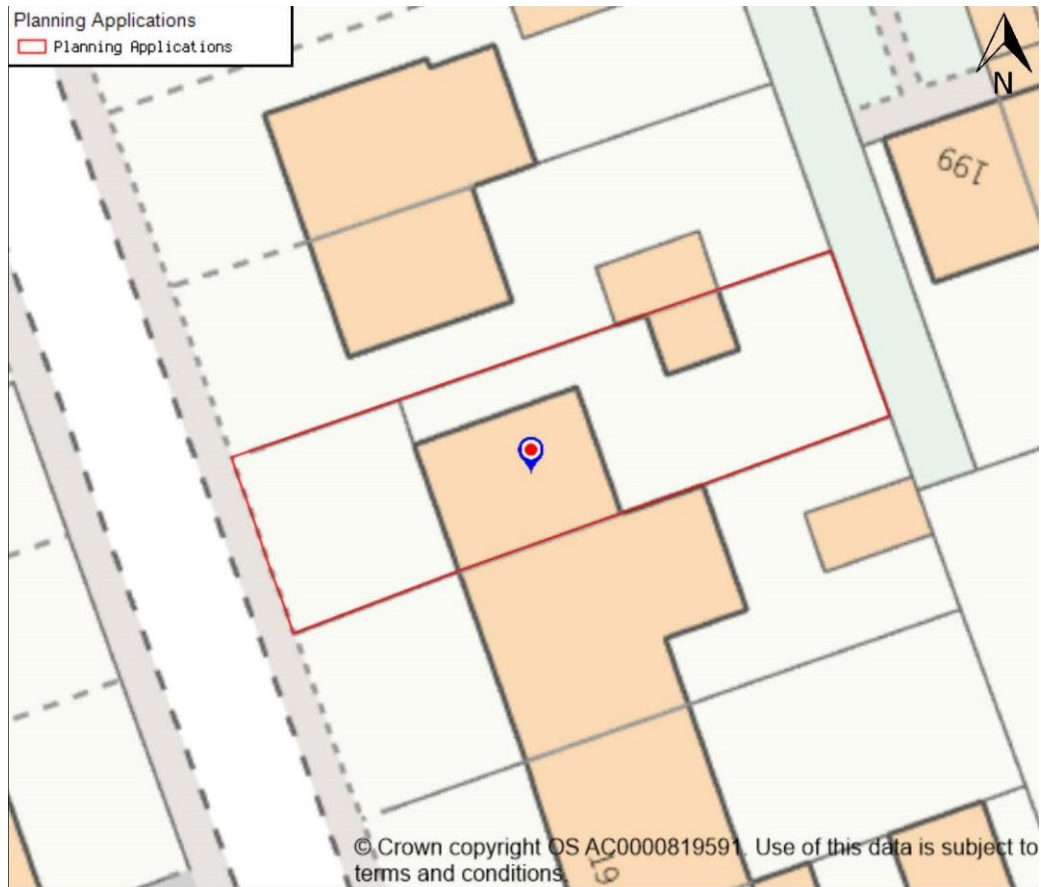 Planning Applications
Planning Applications
N
199
19
© Crown copyright OS AC0000819591. Use of this data is subject to
terms and conditions.